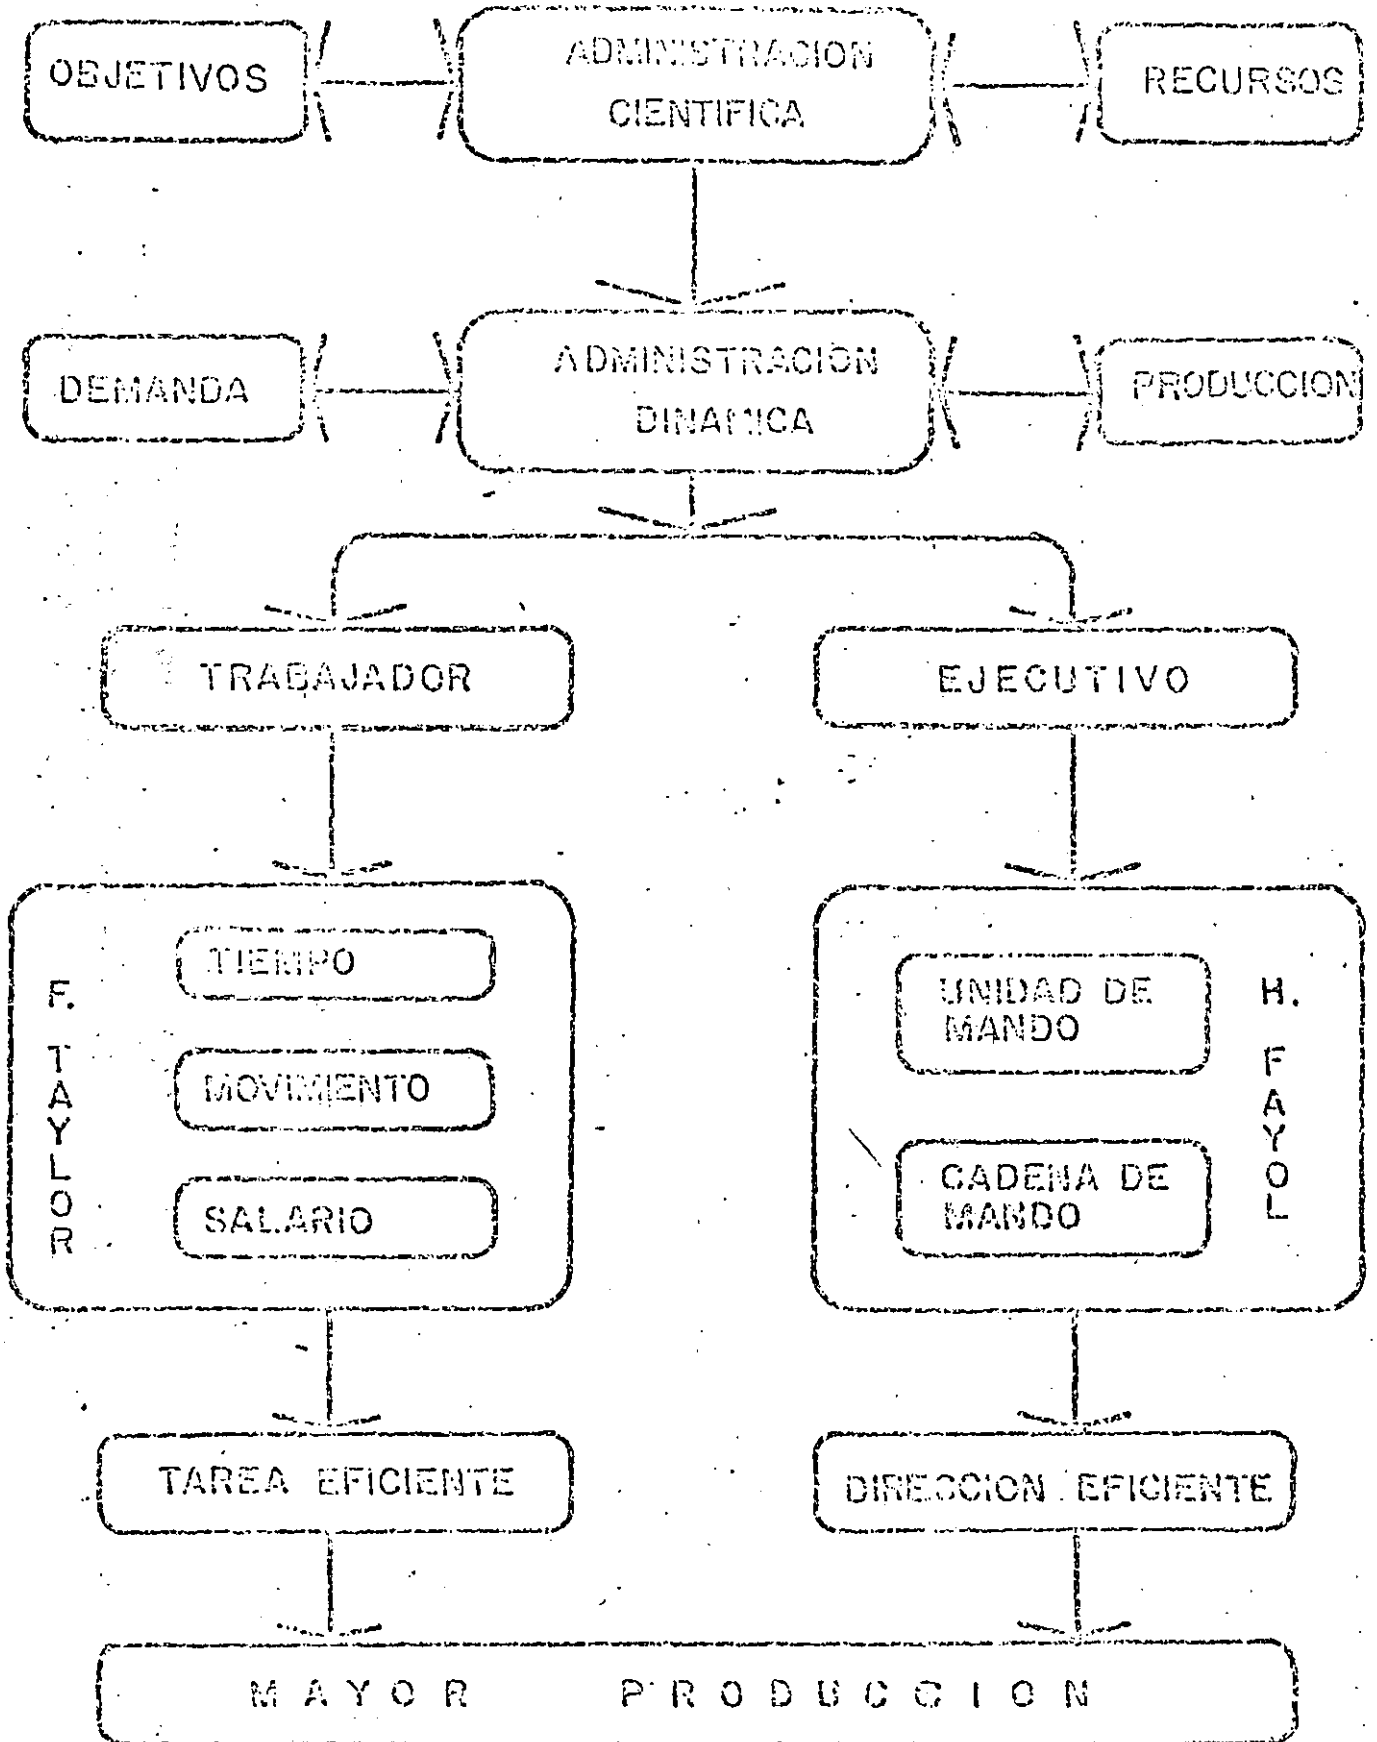 OBJETIVOS
ADMINISTRACION
CIENTIFICA
RECURSOS
DEMANDA
ADMINISTRACION
DINAMICA
PRODUCCION
TRABAJADOR
EJECUTIVO
F. TAYLOR
TIEMPO
MOVIMIENTO
SALARIO
UNIDAD DE
MANDO
CADENA DE
MANDO
H. FAYOL
TAREA EFICIENTE
DIRECCION EFICIENTE
MAYOR PRODUCCION